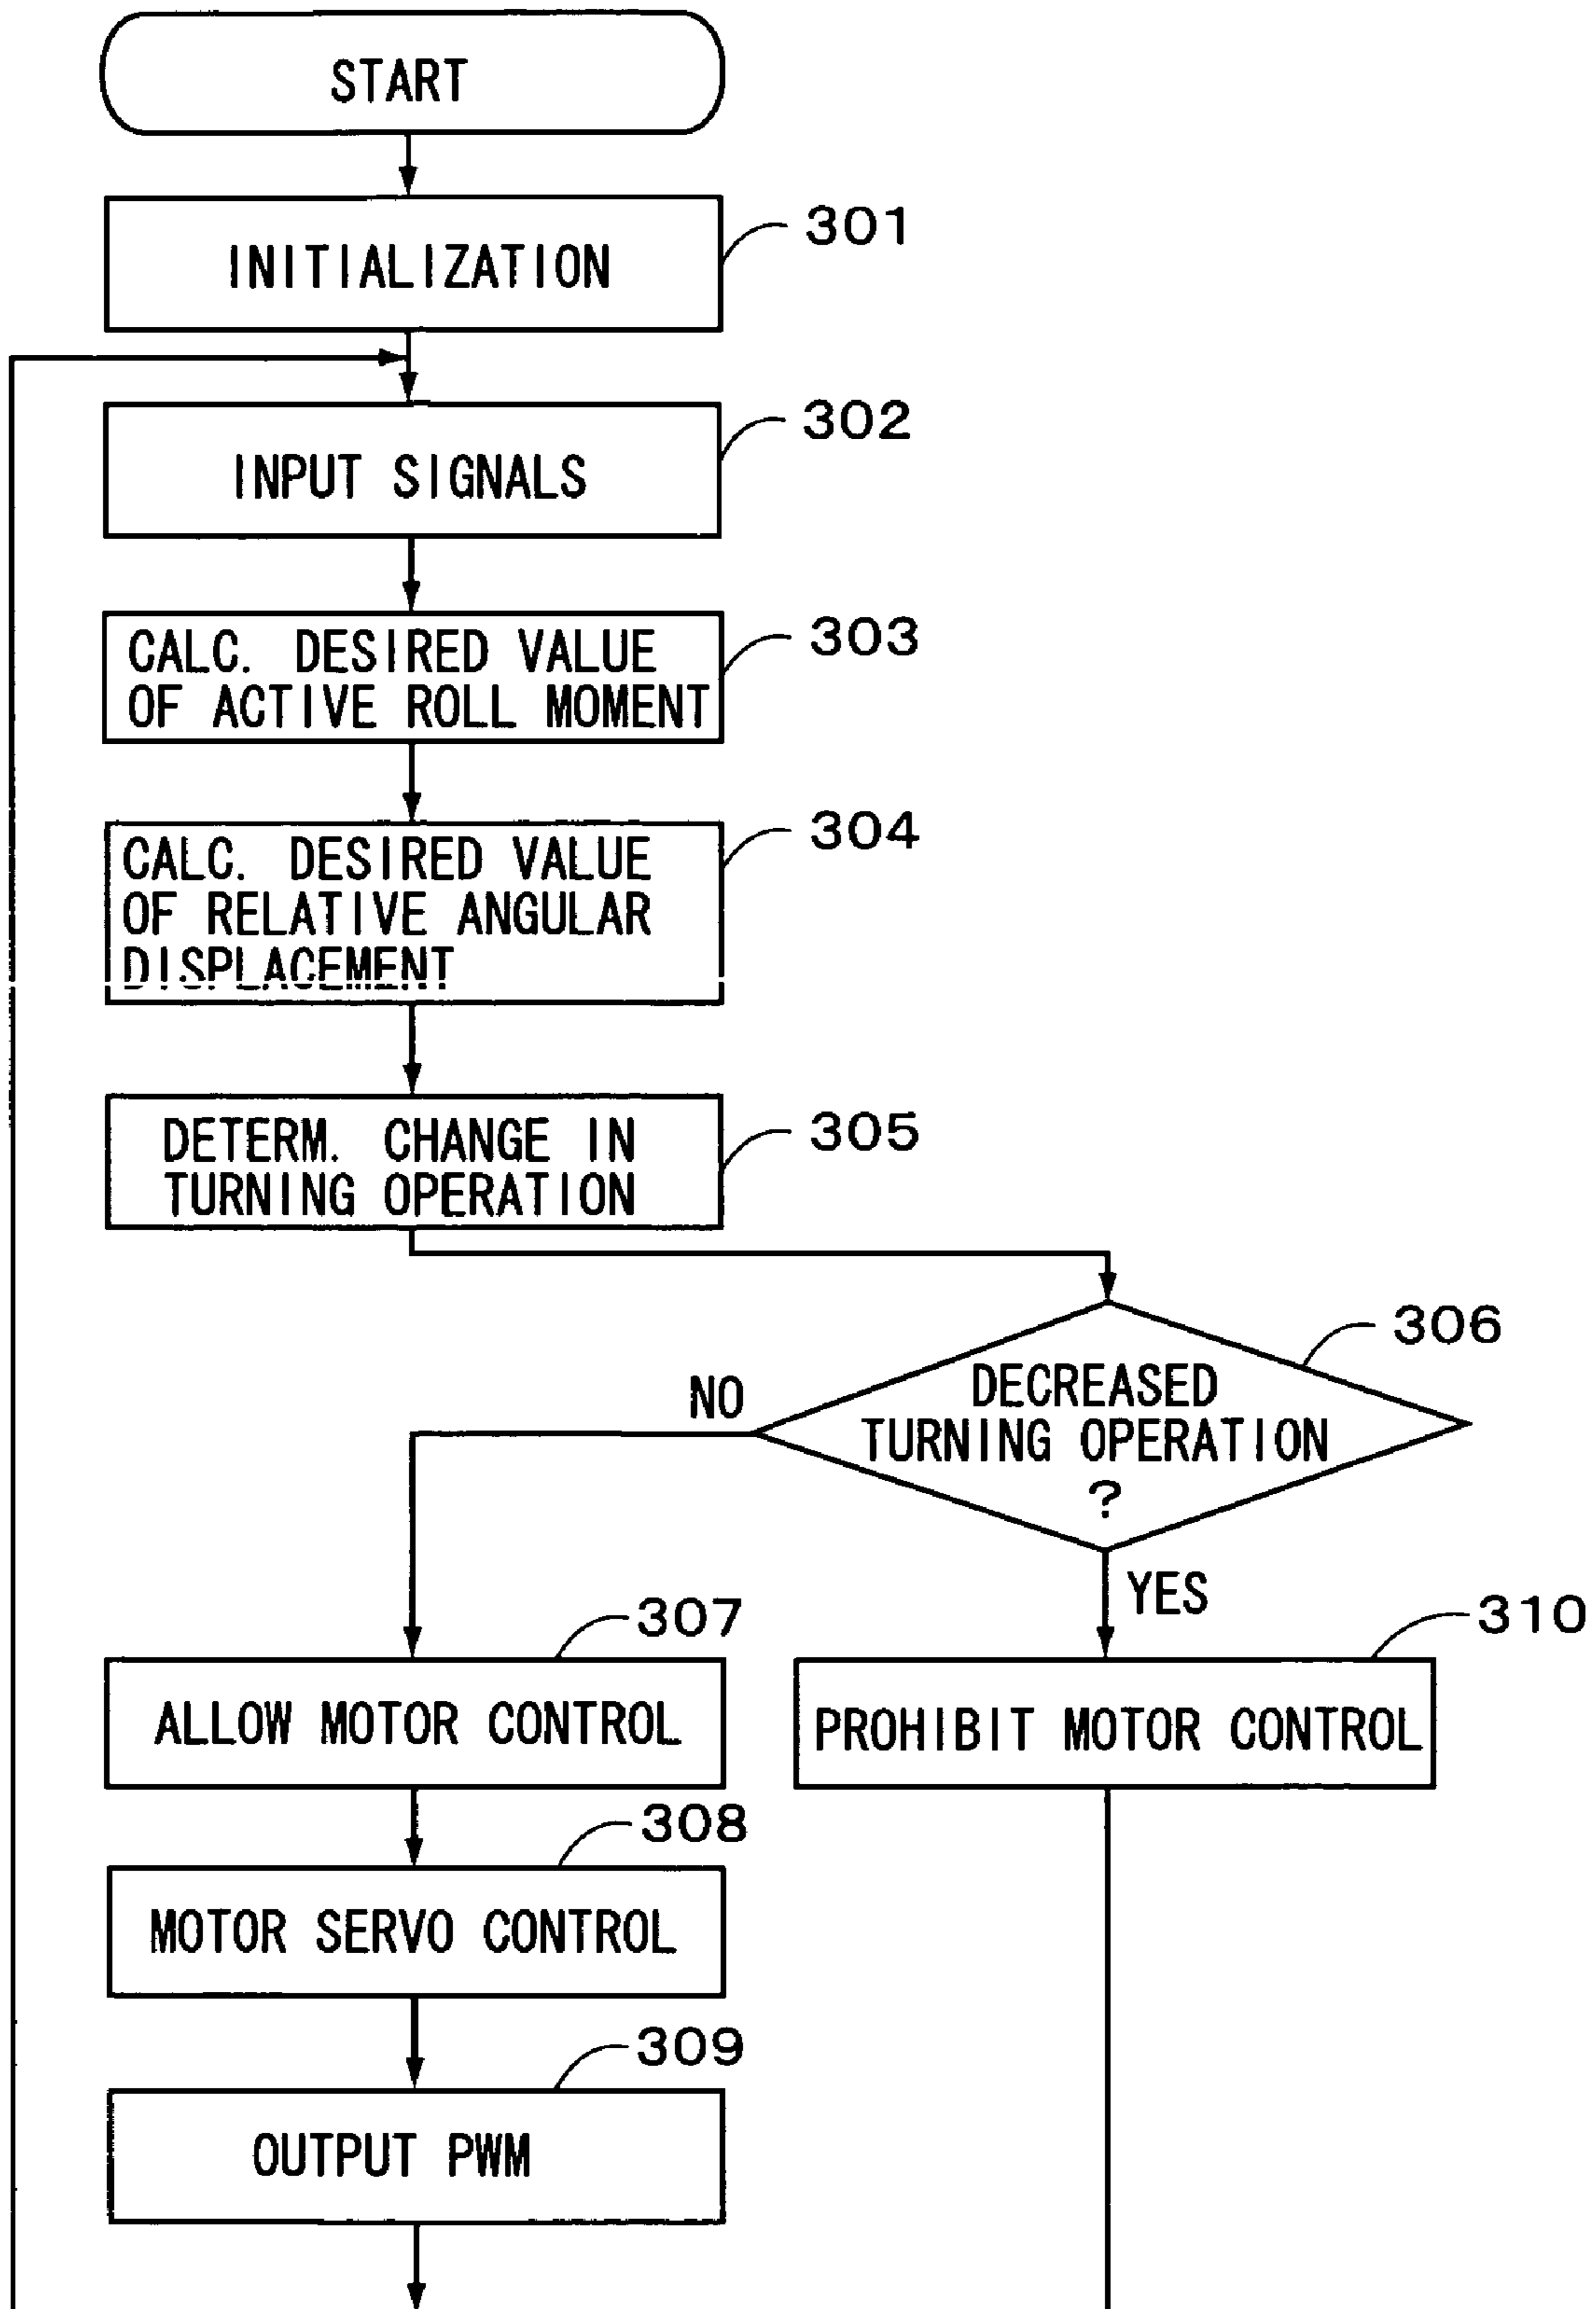 START
INITIALIZATION
301
INPUT SIGNALS
302
CALC. DESIRED VALUE
OF ACTIVE ROLL MOMENT
303
CALC. DESIRED VALUE
OF RELATIVE ANGULAR
DISPLACEMENT
304
DETERM. CHANGE IN
TURNING OPERATION
305
DECREASED
TURNING OPERATION
?
306
NO
YES
307
ALLOW MOTOR CONTROL
310
PROHIBIT MOTOR CONTROL
308
MOTOR SERVO CONTROL
309
OUTPUT PWM